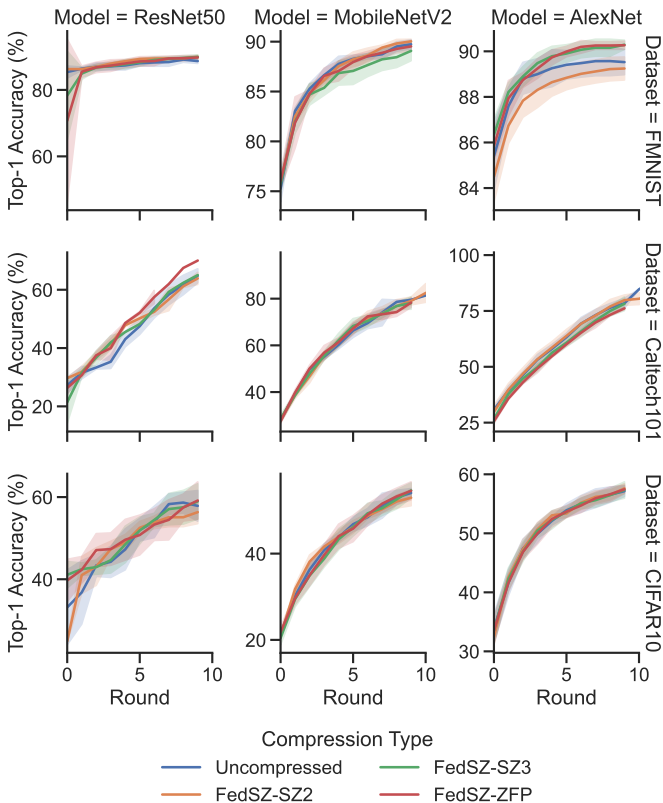 Model = ResNet50 Model = MobileNetV2 Model = AlexNet
Top-1 Accuracy (%)
80
60
90
85
80
75
90
88
86
84
Dataset = FMNIST
Top-1 Accuracy (%)
60
40
20
80
60
40
100
75
50
25
Dataset = Caltech101
Top-1 Accuracy (%)
60
40
40
20
60
50
40
30
Dataset = CIFAR10
0 5 10 0 5 10 0 5 10
Round Round Round
Compression Type
Uncompressed FedSZ-SZ3
FedSZ-SZ2 FedSZ-ZFP